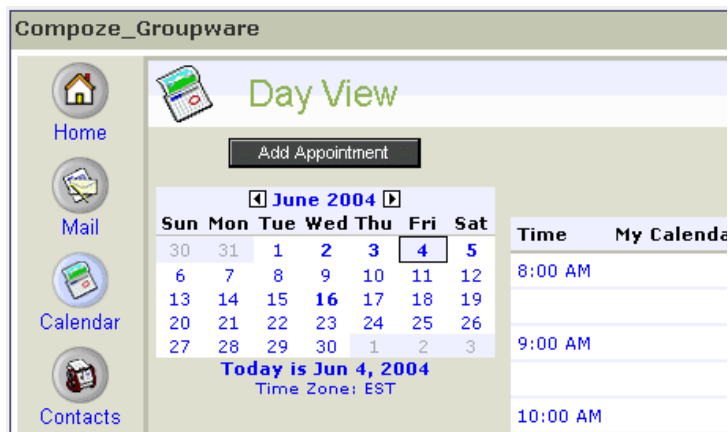 Compoze_Groupware
Home
Mail
Calendar
Contacts
Day View
Add Appointment
June 2004
Sun Mon Tue Wed Thu Fri Sat
30 31 1 2 3 4 5
6 7 8 9 10 11 12
13 14 15 16 17 18 19
20 21 22 23 24 25 26
27 28 29 30 1 2 3
Today is Jun 4, 2004
Time Zone: EST
Time My Calenda
8:00 AM
9:00 AM
10:00 AM